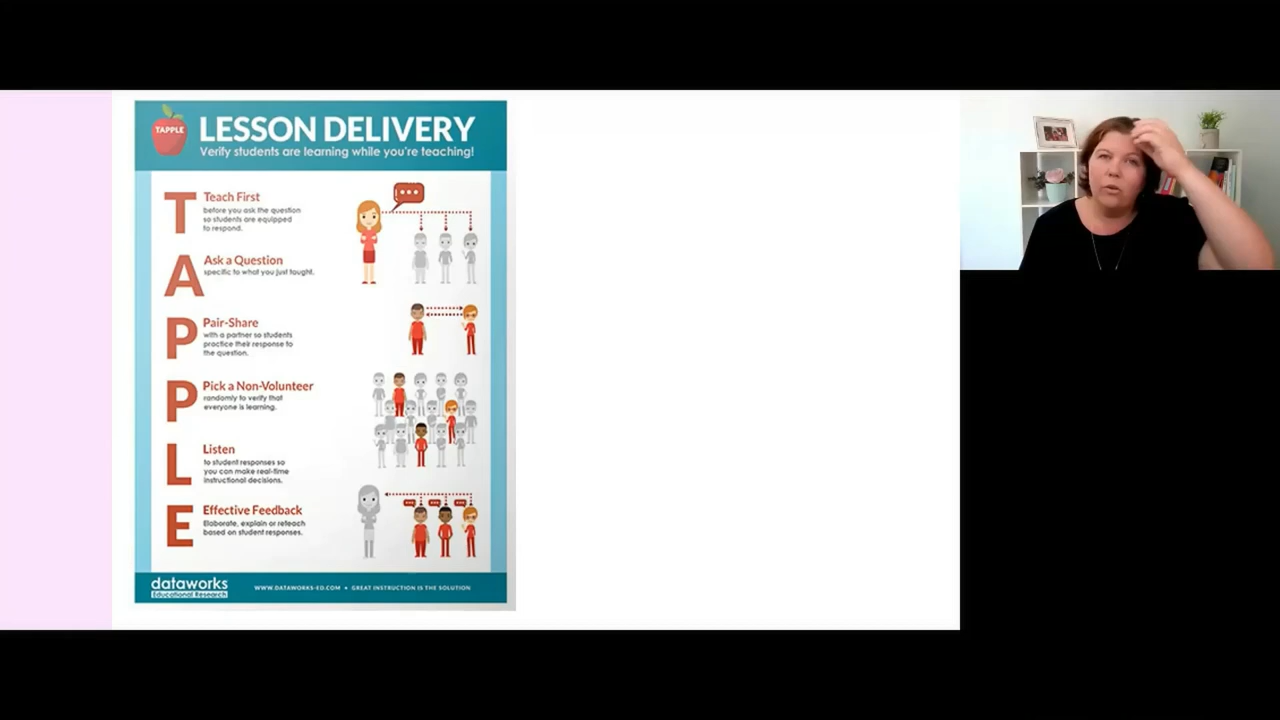 TAPPLE
LESSON DELIVERY
Verify students are learning while you're teaching!
T
Teach First
before you ask the question
so students are equipped
to respond.
A
Ask a Question
specific to what you just taught.
P
Pair-Share
with a partner so students
practice their response to
the question.
P
Pick a Non-Volunteer
randomly to verify that
everyone is learning.
L
Listen
to student responses so
you can make real-time
instructional decisions.
E
Effective Feedback
Elaborate, explain or reteach
based on student responses.
dataworks
Educational Research
WWW.DATAWORKS-ED.COM • GREAT INSTRUCTION IS THE SOLUTION